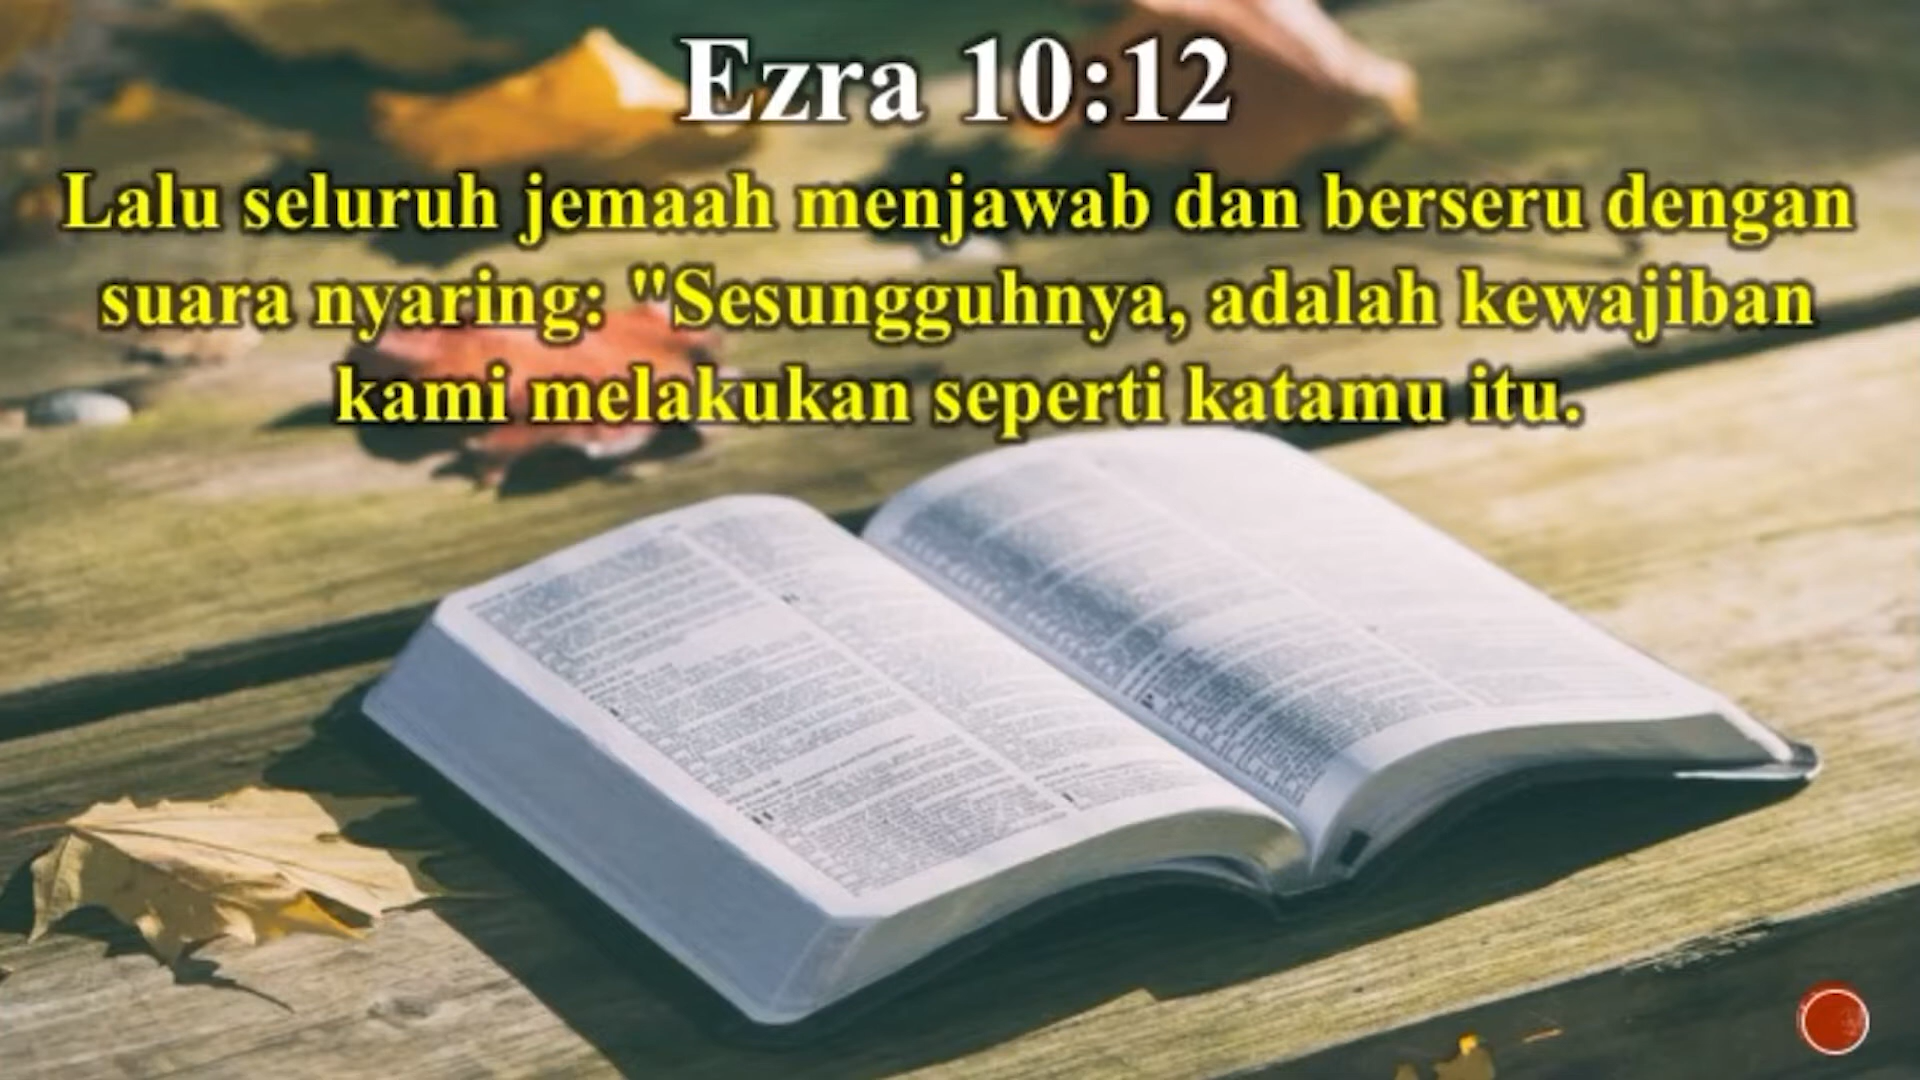 Ezra 10:12
Lalu seluruh jemaah menjawab dan berseru dengan
suara nyaring: "Sesungguhnya, adalah kewajiban
kami melakukan seperti katamu itu.